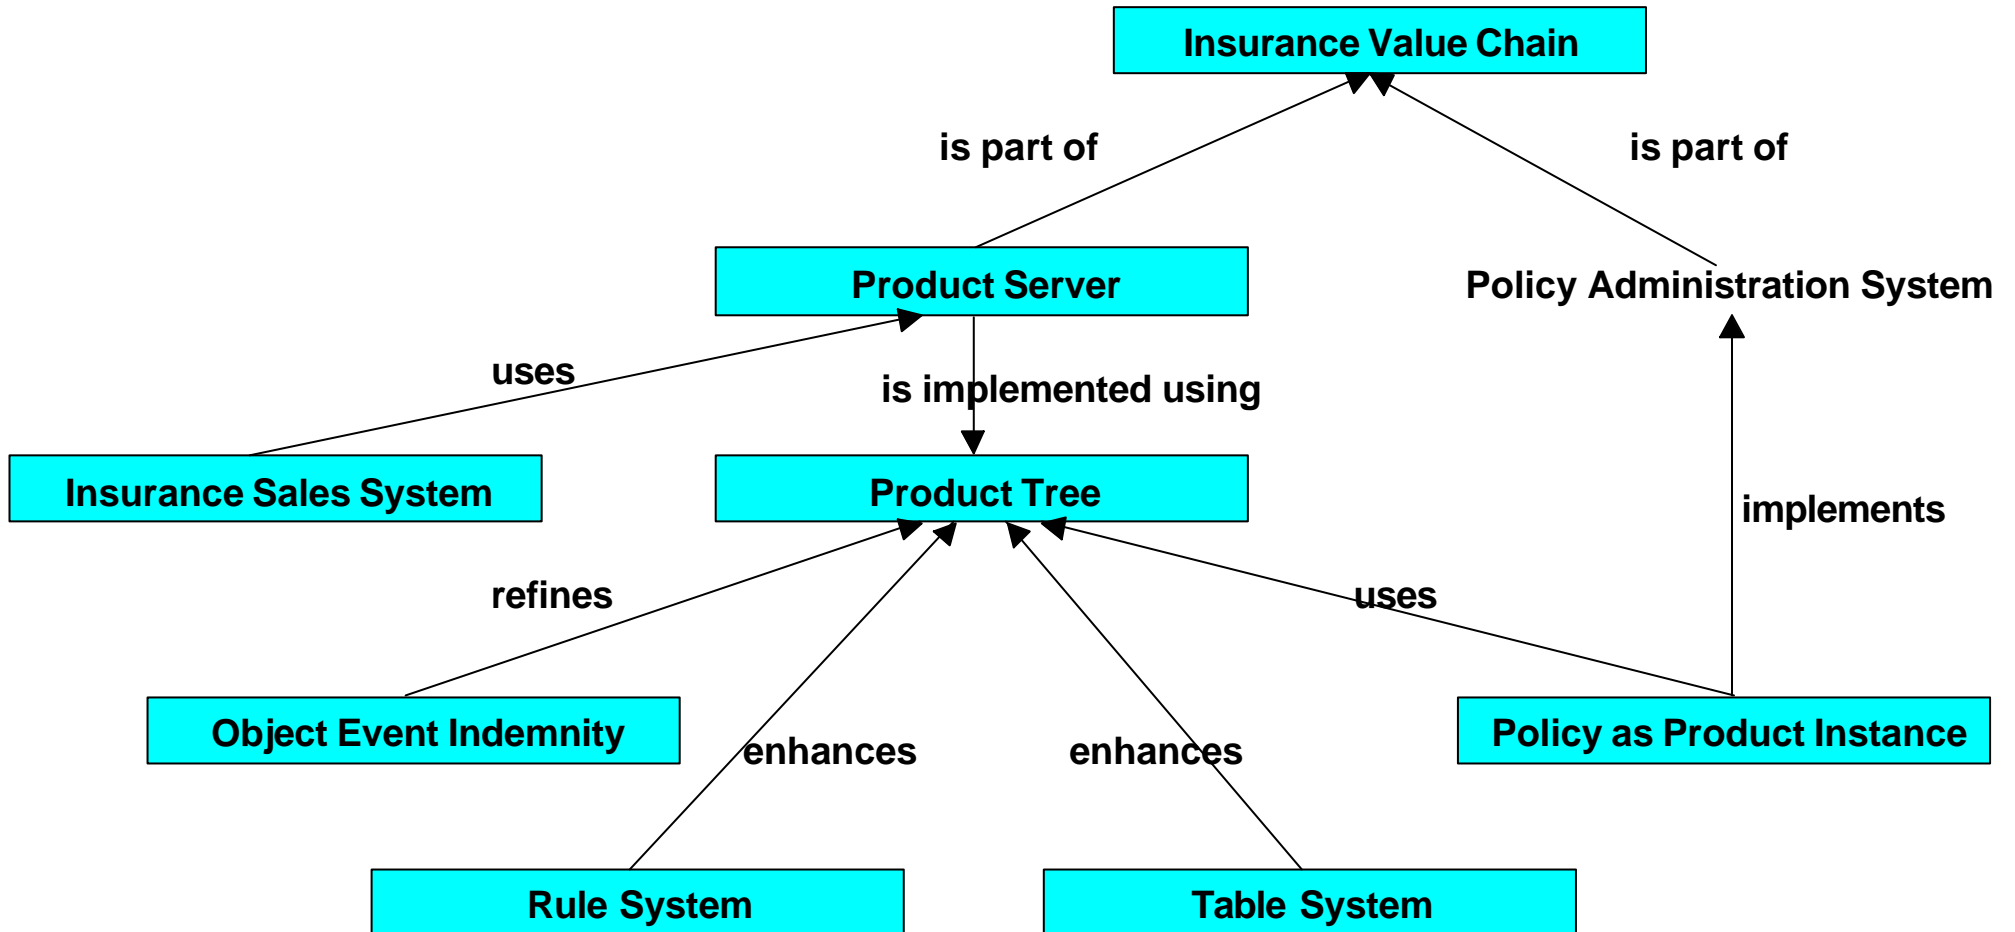 Insurance Value Chain
is part of
is part of
Product Server
Policy Administration System
uses
is implemented using
Insurance Sales System
Product Tree
implements
refines
uses
Object Event Indemnity
Policy as Product Instance
enhances
enhances
Rule System
Table System